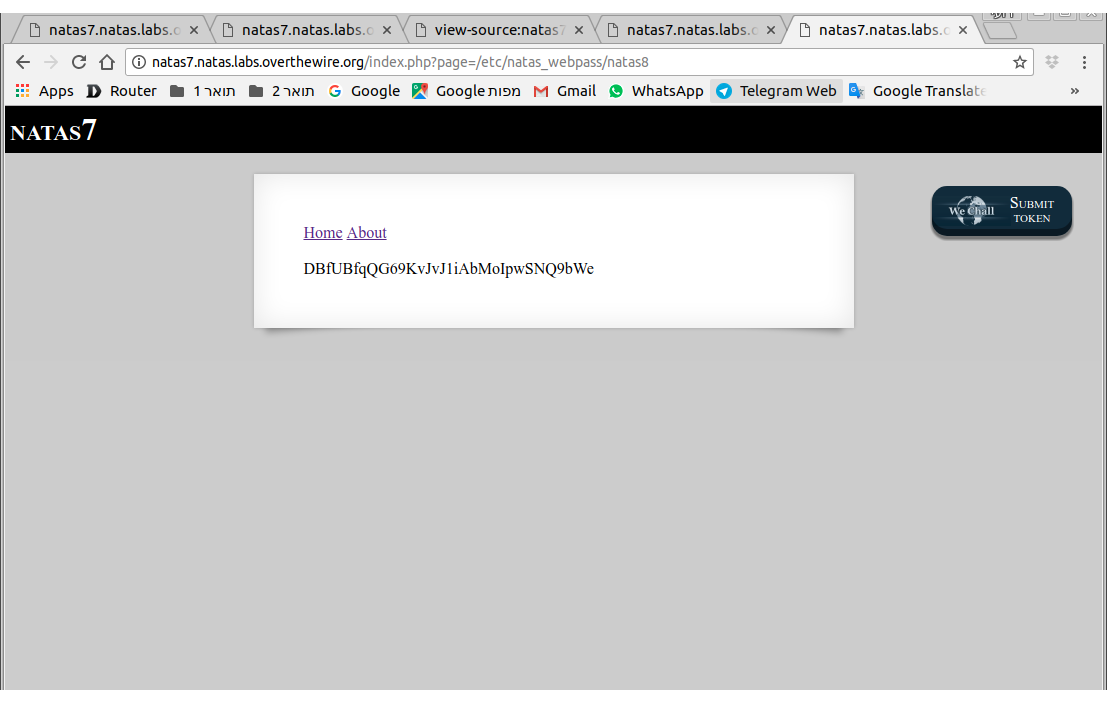 natas7.natas.labs.o natas7.natas.labs.o view-source:natas7 natas7.natas.labs.o natas7.natas.labs.o
natas7.natas.labs.overthewire.org/index.php?page=/etc/natas_webpass/natas8
Apps Router תואר 1 תואר 2 Google Google מפות Gmail WhatsApp Telegram Web Google Translate »
NATAS7
We Chall SUBMIT TOKEN
Home About
DBfUBfqQG69KvJvJ1iAbMoIpwSNQ9bWe